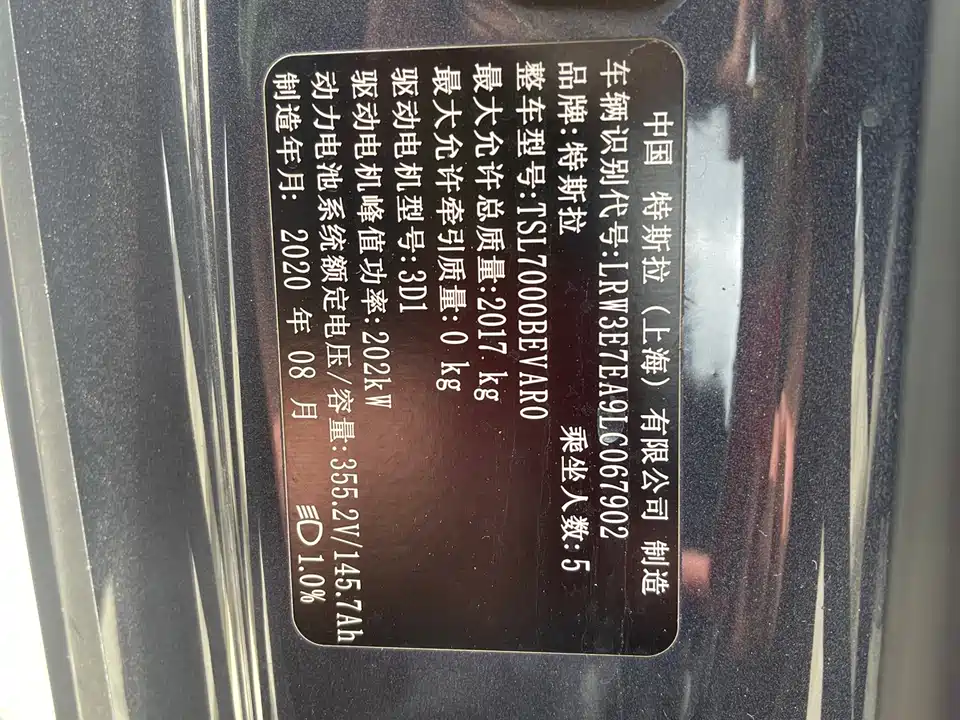 中国 特斯拉（上海）有限公司 制造
车辆识别代号:LRW3E7EA9LC067902
品牌:特斯拉 乘坐人数:5
整车型号:TSL7000BEVAR0
最大允许总质量:2017 kg
最大允许牵引质量:0 kg
驱动电机型号:3D1
驱动电机峰值功率:202kW
动力电池系统额定电压/容量:355.2V/145.7Ah
制造年月: 2020 年 08 月 1.0%